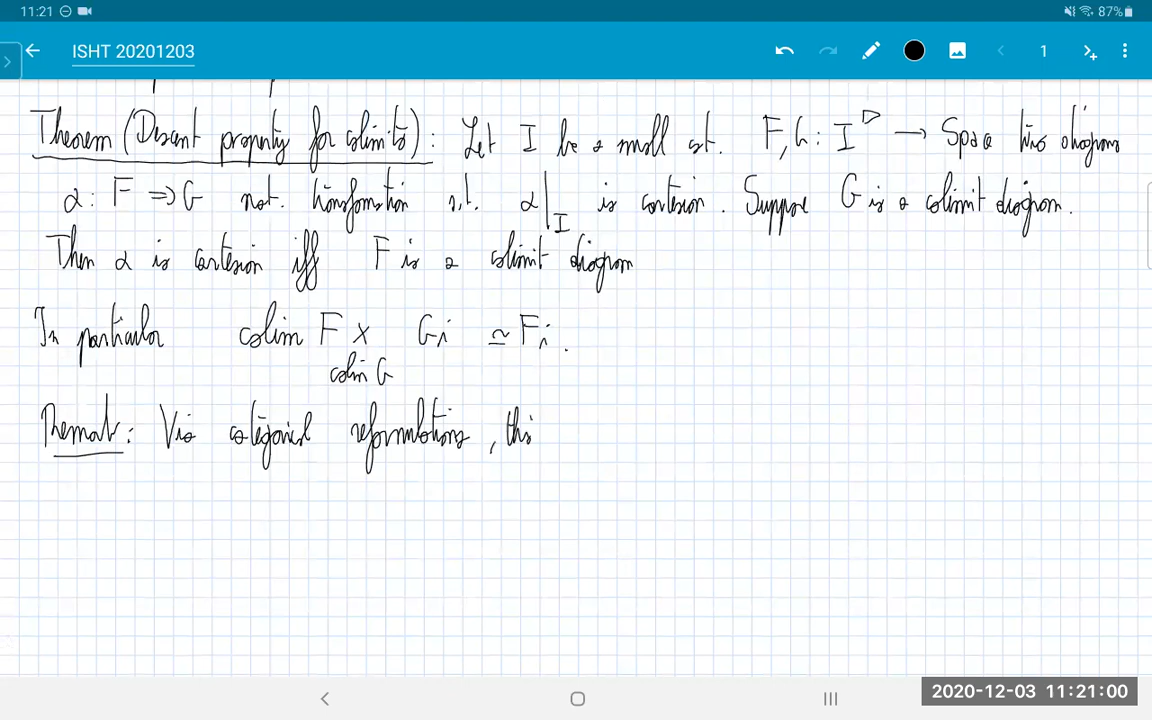 11:21 87%
ISHT 20201203 1
Theorem (Descent property for colimits): Let I be a small cat. F, G : I^▷ → Space two diagrams
α : F ⇒ G nat. transformation s.t. α|_I is cartesian. Suppose G is a colimit diagram.
Then α is cartesian iff F is a colimit diagram
In particular colim F × G_i ≃ F_i.
colim G
Remark: Via categorical reformulations, this
2020-12-03 11:21:00